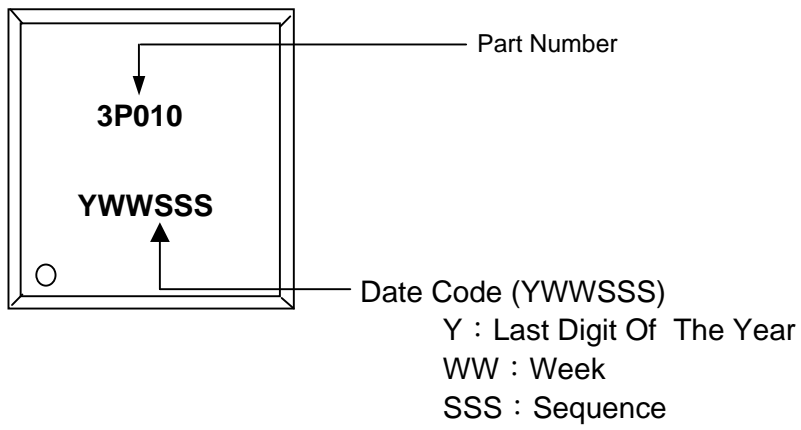 Part Number
3P010
YWWSSS
Date Code (YWWSSS)
Y：Last Digit Of The Year
WW：Week
SSS：Sequence